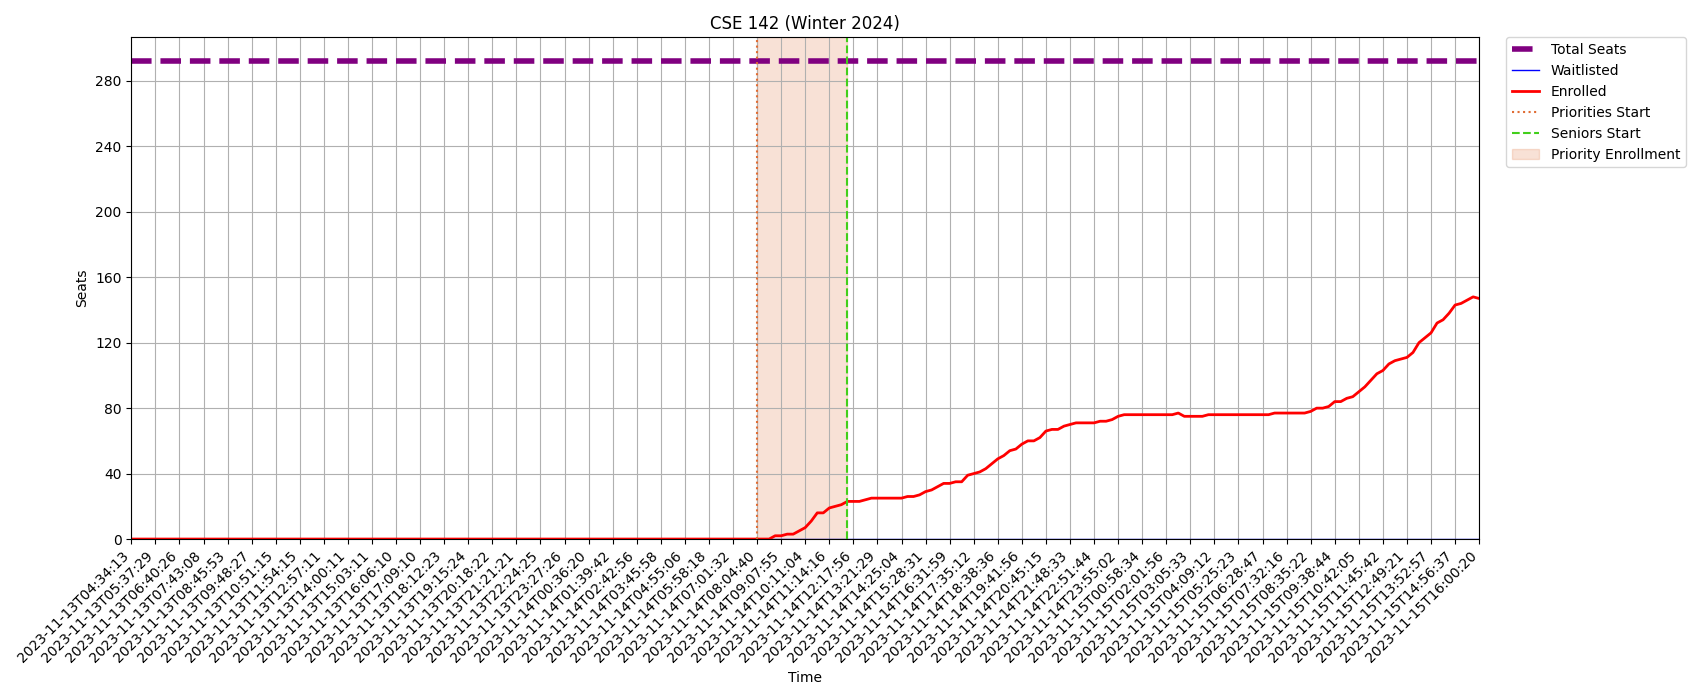 CSE 142 (Winter 2024)
Total Seats
Waitlisted
Enrolled
Priorities Start
Seniors Start
Priority Enrollment
280
240
200
160
120
80
40
0
Seats
2023-11-13T04:34:13
2023-11-13T05:37:29
2023-11-13T06:40:26
2023-11-13T07:43:08
2023-11-13T08:45:53
2023-11-13T09:48:27
2023-11-13T10:51:15
2023-11-13T11:54:15
2023-11-13T12:57:11
2023-11-13T14:00:11
2023-11-13T15:03:11
2023-11-13T16:06:10
2023-11-13T17:09:10
2023-11-13T18:12:23
2023-11-13T19:15:24
2023-11-13T20:18:22
2023-11-13T21:21:21
2023-11-13T22:24:25
2023-11-13T23:27:26
2023-11-14T00:36:20
2023-11-14T01:39:42
2023-11-14T02:42:56
2023-11-14T03:45:58
2023-11-14T04:55:06
2023-11-14T05:58:18
2023-11-14T07:01:32
2023-11-14T08:04:40
2023-11-14T09:07:55
2023-11-14T10:11:04
2023-11-14T11:14:16
2023-11-14T12:17:56
2023-11-14T13:21:29
2023-11-14T14:25:04
2023-11-14T15:28:31
2023-11-14T16:31:59
2023-11-14T17:35:12
2023-11-14T18:38:36
2023-11-14T19:41:56
2023-11-14T20:45:15
2023-11-14T21:48:33
2023-11-14T22:51:44
2023-11-14T23:55:02
2023-11-15T00:58:34
2023-11-15T02:01:56
2023-11-15T03:05:33
2023-11-15T04:09:12
2023-11-15T05:25:23
2023-11-15T06:28:47
2023-11-15T07:32:16
2023-11-15T08:35:22
2023-11-15T09:38:44
2023-11-15T10:42:05
2023-11-15T11:45:42
2023-11-15T12:49:21
2023-11-15T13:52:57
2023-11-15T14:56:37
2023-11-15T16:00:20
Time